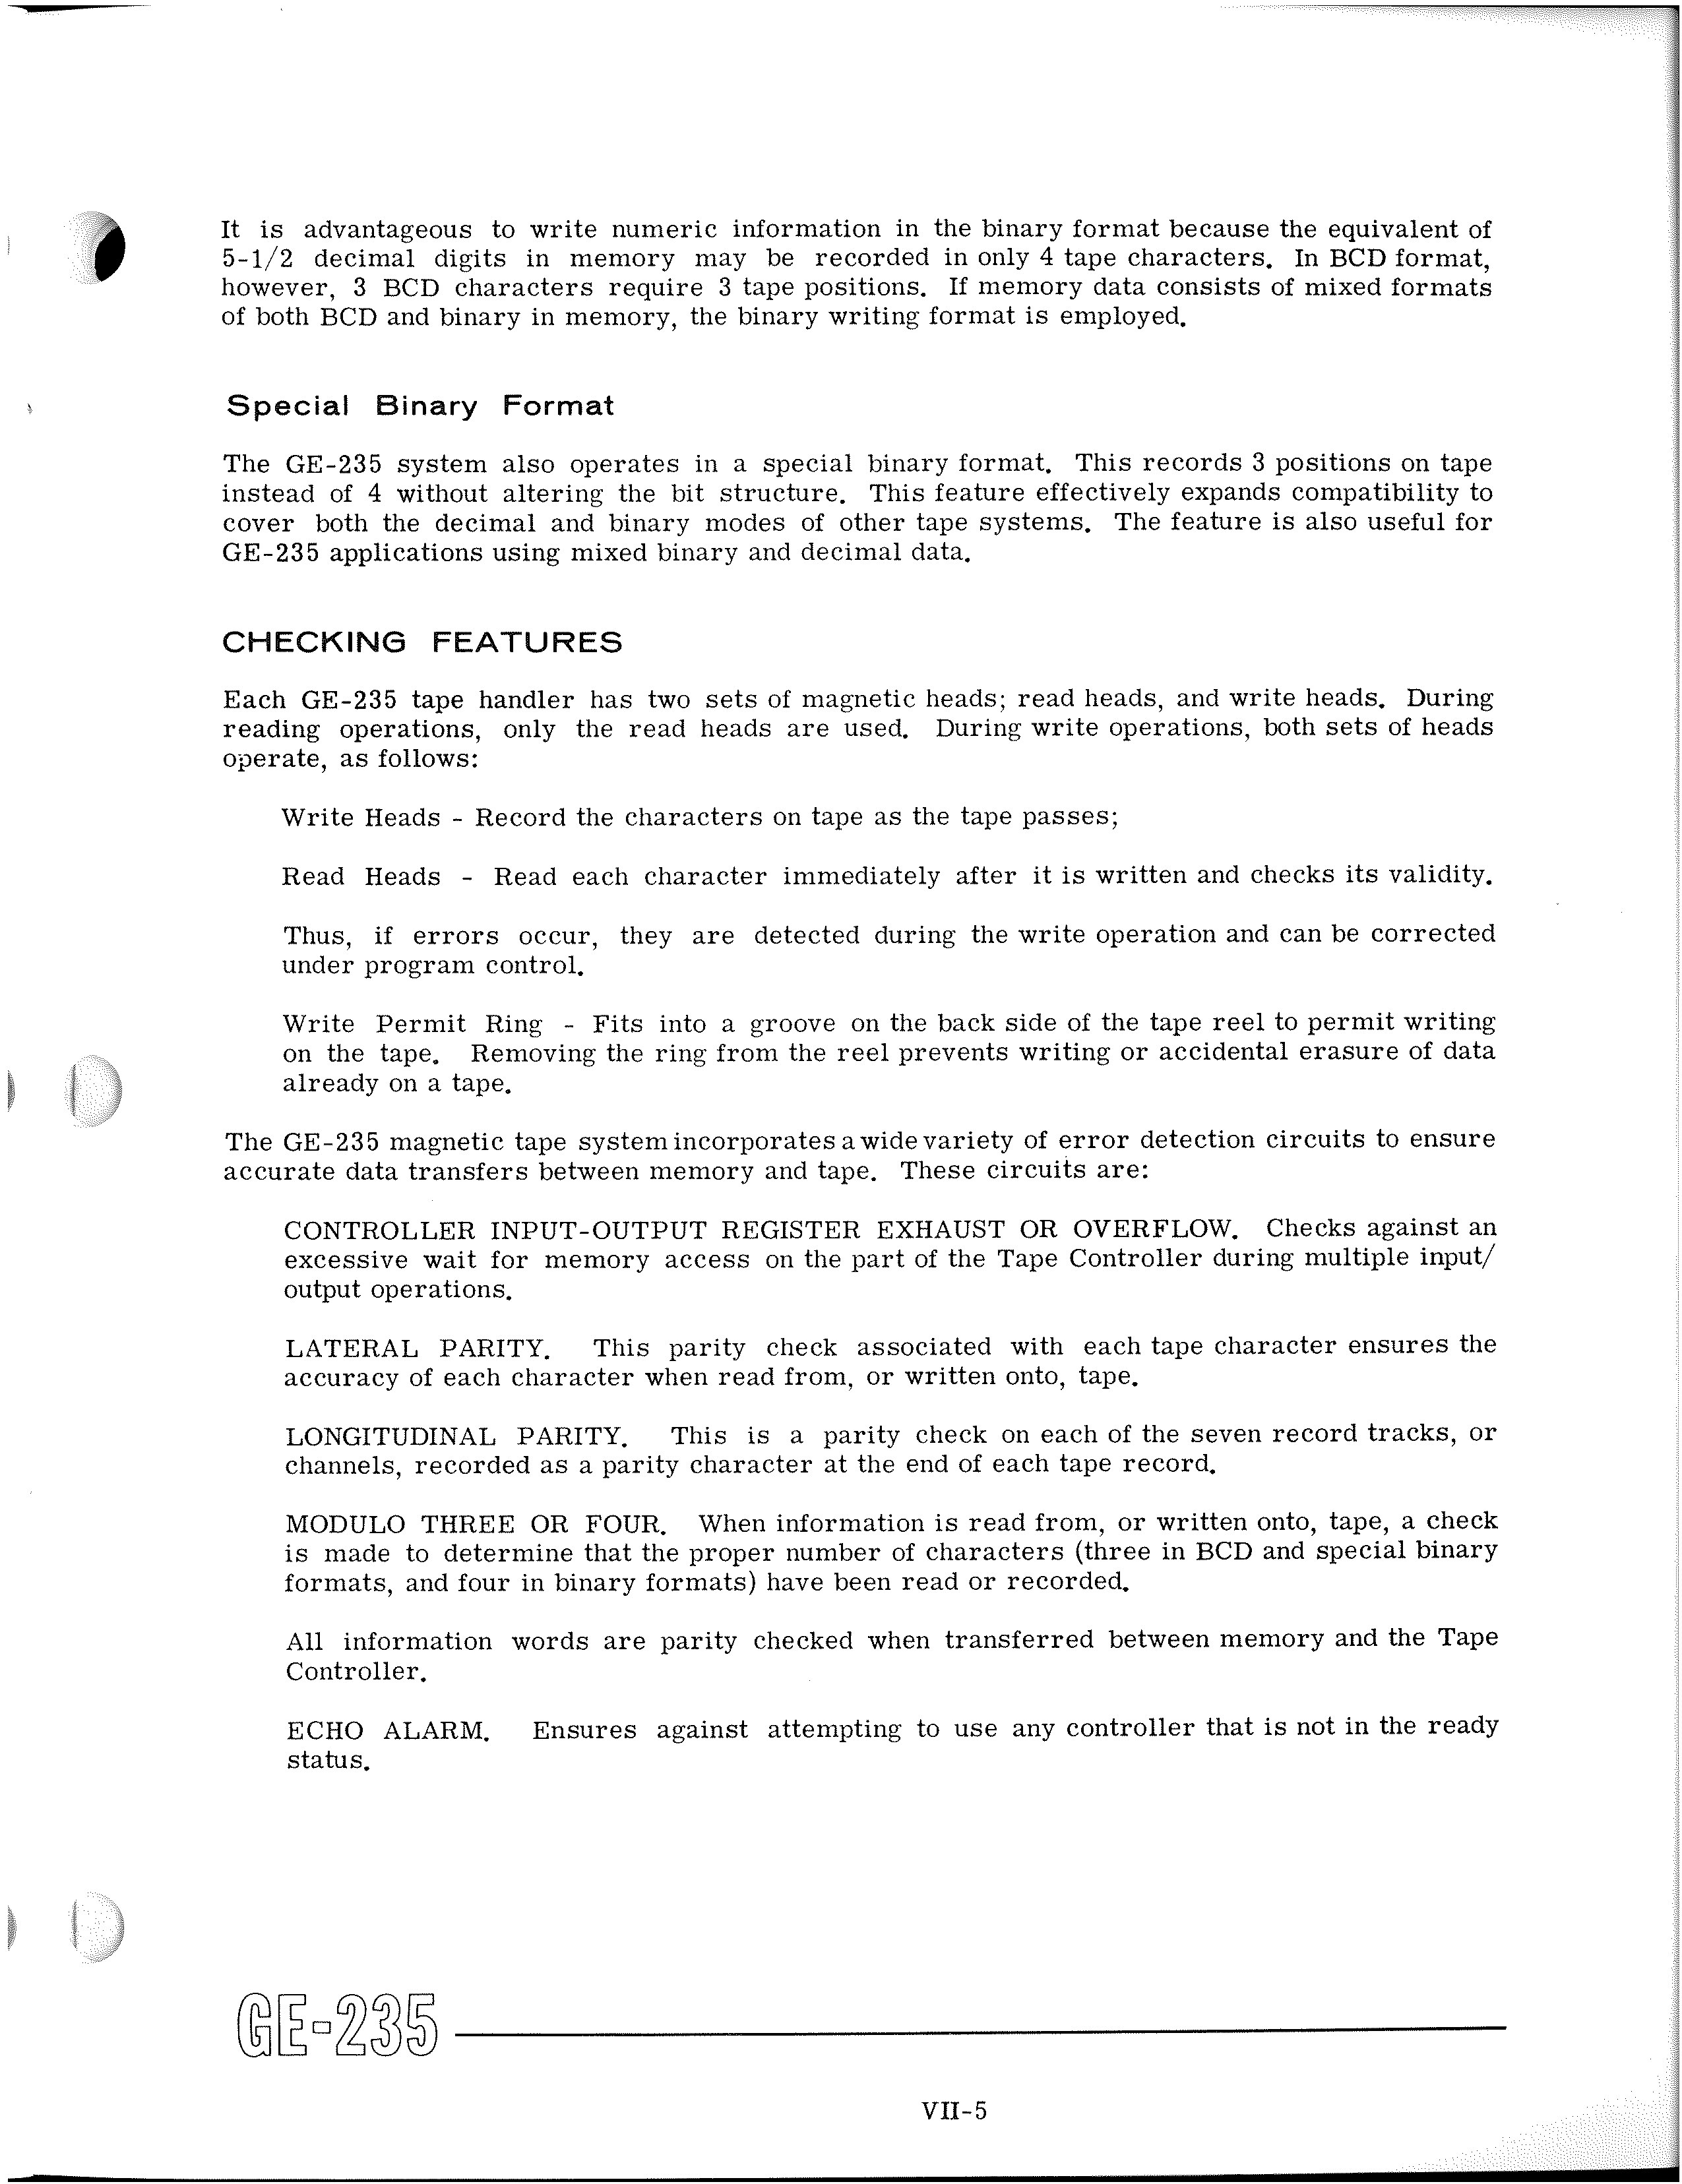 It is advantageous to write numeric information in the binary format because the equivalent of
5-1/2 decimal digits in memory may be recorded in only 4 tape characters. In BCD format,
however, 3 BCD characters require 3 tape positions. If memory data consists of mixed formats
of both BCD and binary in memory, the binary writing format is employed.
Special Binary Format
The GE-235 system also operates in a special binary format. This records 3 positions on tape
instead of 4 without altering the bit structure. This feature effectively expands compatibility to
cover both the decimal and binary modes of other tape systems. The feature is also useful for
GE-235 applications using mixed binary and decimal data.
CHECKING FEATURES
Each GE-235 tape handler has two sets of magnetic heads; read heads, and write heads. During
reading operations, only the read heads are used. During write operations, both sets of heads
operate, as follows:
Write Heads - Record the characters on tape as the tape passes;
Read Heads - Read each character immediately after it is written and checks its validity.
Thus, if errors occur, they are detected during the write operation and can be corrected
under program control.
Write Permit Ring - Fits into a groove on the back side of the tape reel to permit writing
on the tape. Removing the ring from the reel prevents writing or accidental erasure of data
already on a tape.
The GE-235 magnetic tape system incorporates a wide variety of error detection circuits to ensure
accurate data transfers between memory and tape. These circuits are:
CONTROLLER INPUT-OUTPUT REGISTER EXHAUST OR OVERFLOW. Checks against an
excessive wait for memory access on the part of the Tape Controller during multiple input/
output operations.
LATERAL PARITY. This parity check associated with each tape character ensures the
accuracy of each character when read from, or written onto, tape.
LONGITUDINAL PARITY. This is a parity check on each of the seven record tracks, or
channels, recorded as a parity character at the end of each tape record.
MODULO THREE OR FOUR. When information is read from, or written onto, tape, a check
is made to determine that the proper number of characters (three in BCD and special binary
formats, and four in binary formats) have been read or recorded.
All information words are parity checked when transferred between memory and the Tape
Controller.
ECHO ALARM. Ensures against attempting to use any controller that is not in the ready
status.
GE-235
VII-5